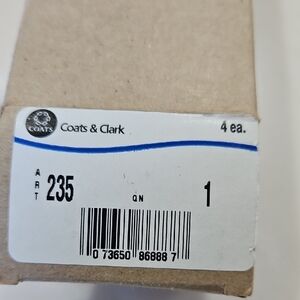 COATS
Coats & Clark
4 ea.
ART 235
QN
1
0 73650 86888 7